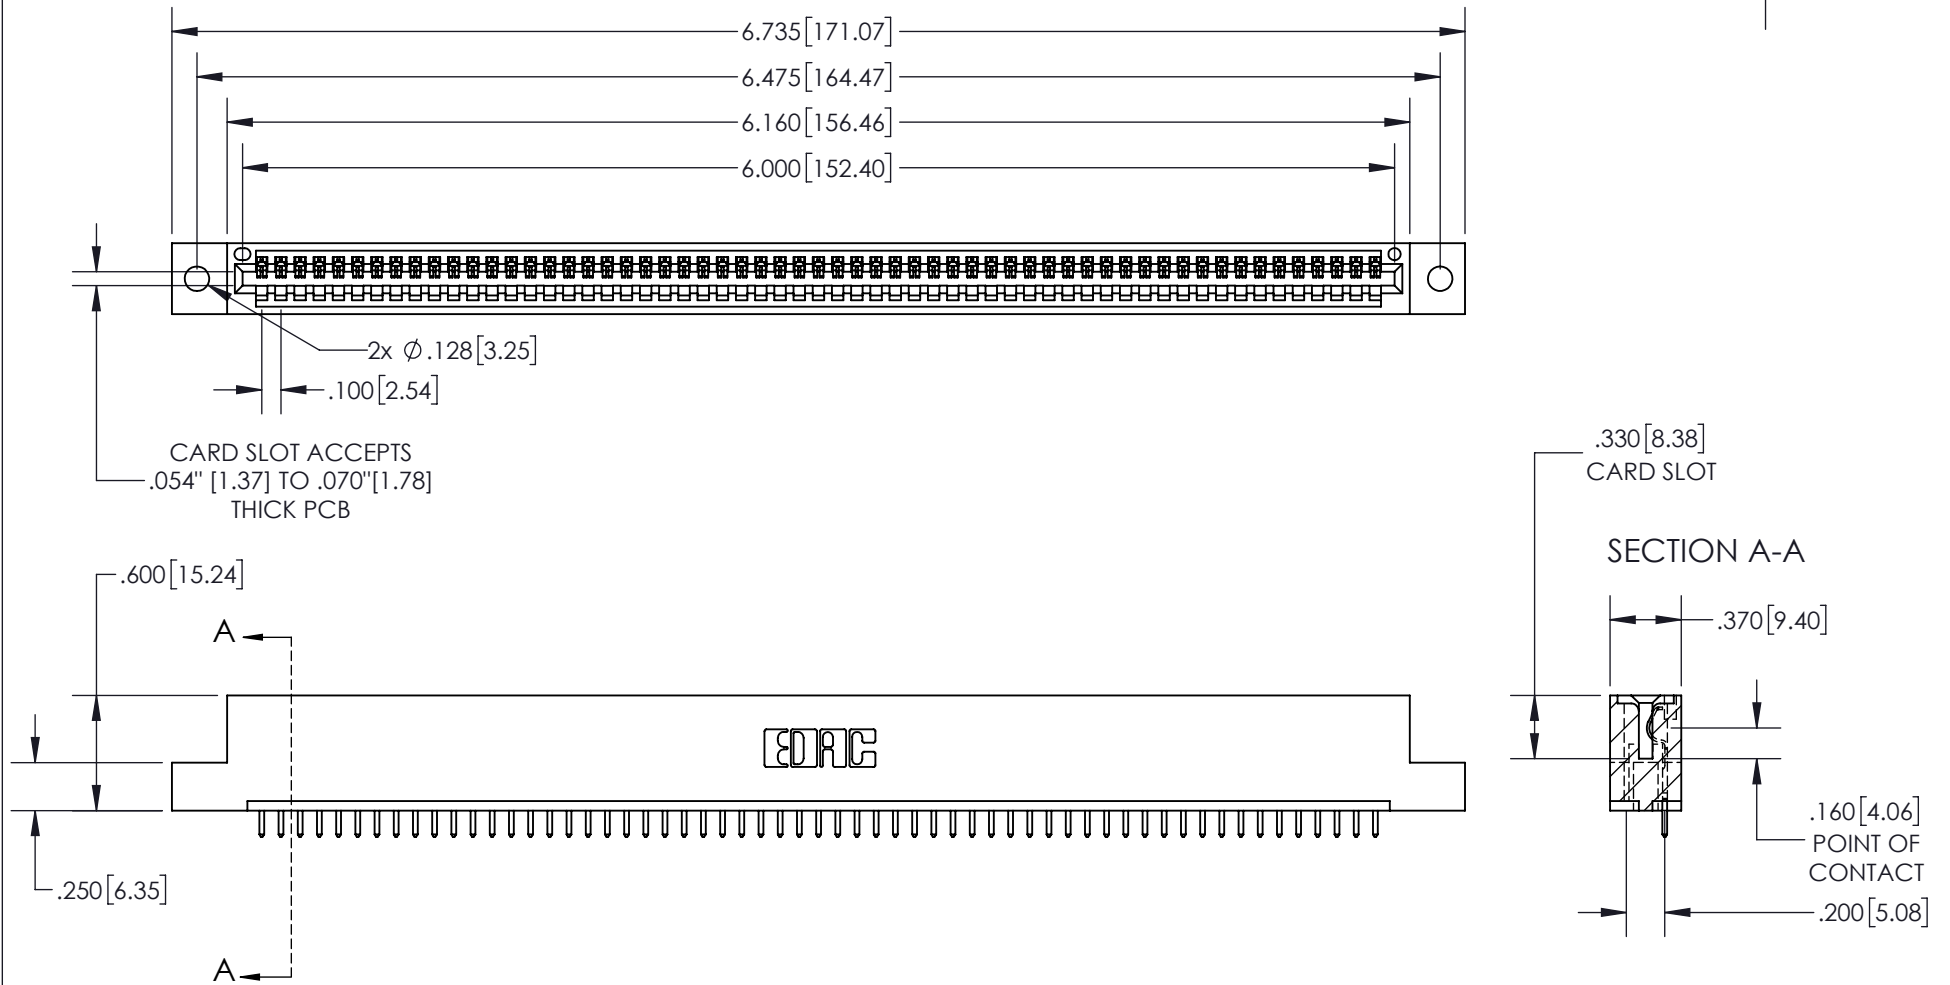 6.735[171.07]
6.475[164.47]
6.160[156.46]
6.000[152.40]
2x Ø.128[3.25]
.100[2.54]
CARD SLOT ACCEPTS
.054" [1.37] TO .070"[1.78]
THICK PCB
.330[8.38]
CARD SLOT
SECTION A-A
.600[15.24]
.370[9.40]
A
EDAC
.160[4.06]
POINT OF
CONTACT
.250[6.35]
.200[5.08]
A